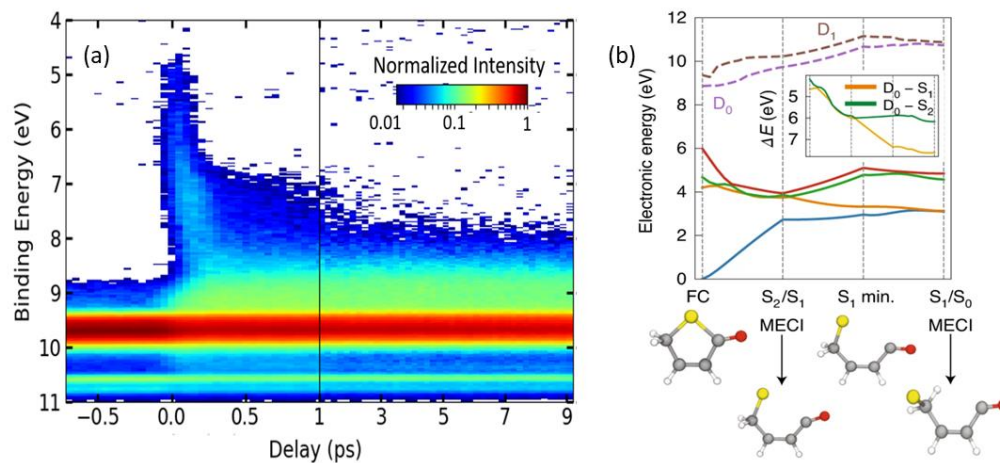 (a)
Normalized Intensity
0.01 0.1 1
4
5
6
7
8
9
10
11
Binding Energy (eV)
−0.5 0.0 0.5 1 3 5 7 9
Delay (ps)
(b)
12
10
8
6
4
2
0
Electronic energy (eV)
D1
D0
D0 − S1
D0 − S2
5
6
7
ΔE (eV)
FC S2/S1 S1 min. S1/S0
MECI MECI